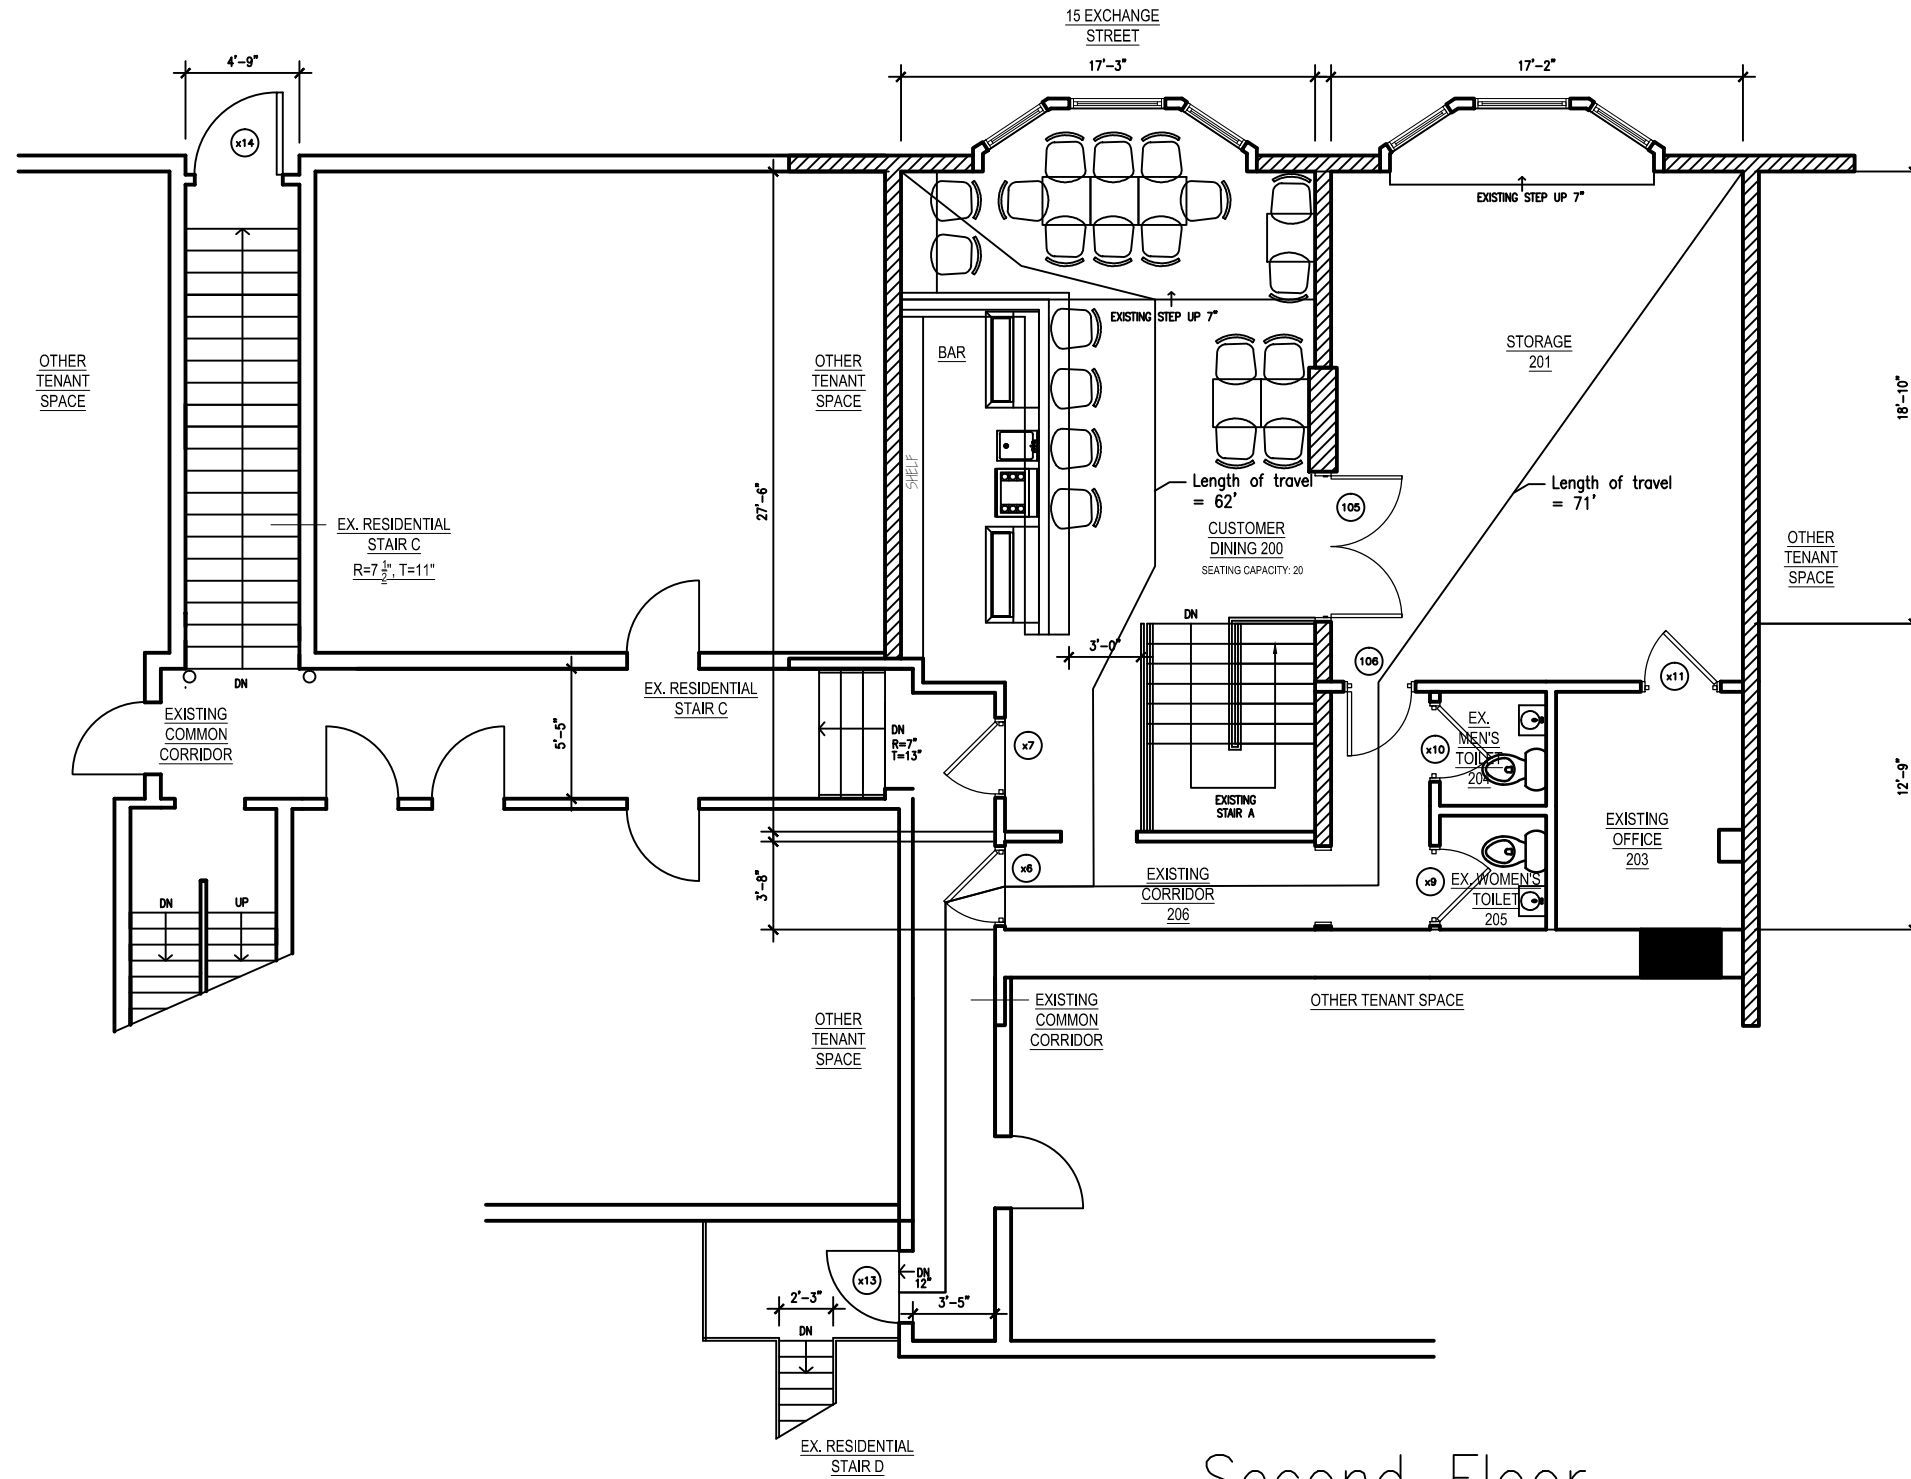 15 EXCHANGE
STREET
4'-9"
17'-3"
17'-2"
x14
EXISTING STEP UP 7"
EXISTING STEP UP 7"
OTHER
TENANT
SPACE
OTHER
TENANT
SPACE
BAR
STORAGE
201
18'-10"
SHELF
27'-6"
Length of travel
= 62'
Length of travel
= 71'
105
EX. RESIDENTIAL
STAIR C
R=7 1/2", T=11"
CUSTOMER
DINING 200
SEATING CAPACITY: 20
OTHER
TENANT
SPACE
DN
3'-0"
106
x11
DN
EX. RESIDENTIAL
STAIR C
EXISTING
COMMON
CORRIDOR
5'-5"
DN
R=7"
T=13"
x7
EX.
MEN'S
TOILET
204
x10
12'-9"
EXISTING
STAIR A
EXISTING
OFFICE
203
x6
3'-8"
EXISTING
CORRIDOR
206
x9
EX. WOMEN'S
TOILET
205
DN
UP
EXISTING
COMMON
CORRIDOR
OTHER TENANT SPACE
OTHER
TENANT
SPACE
x13
DN
12"
2'-3"
3'-5"
DN
EX. RESIDENTIAL
STAIR D
Second Floor